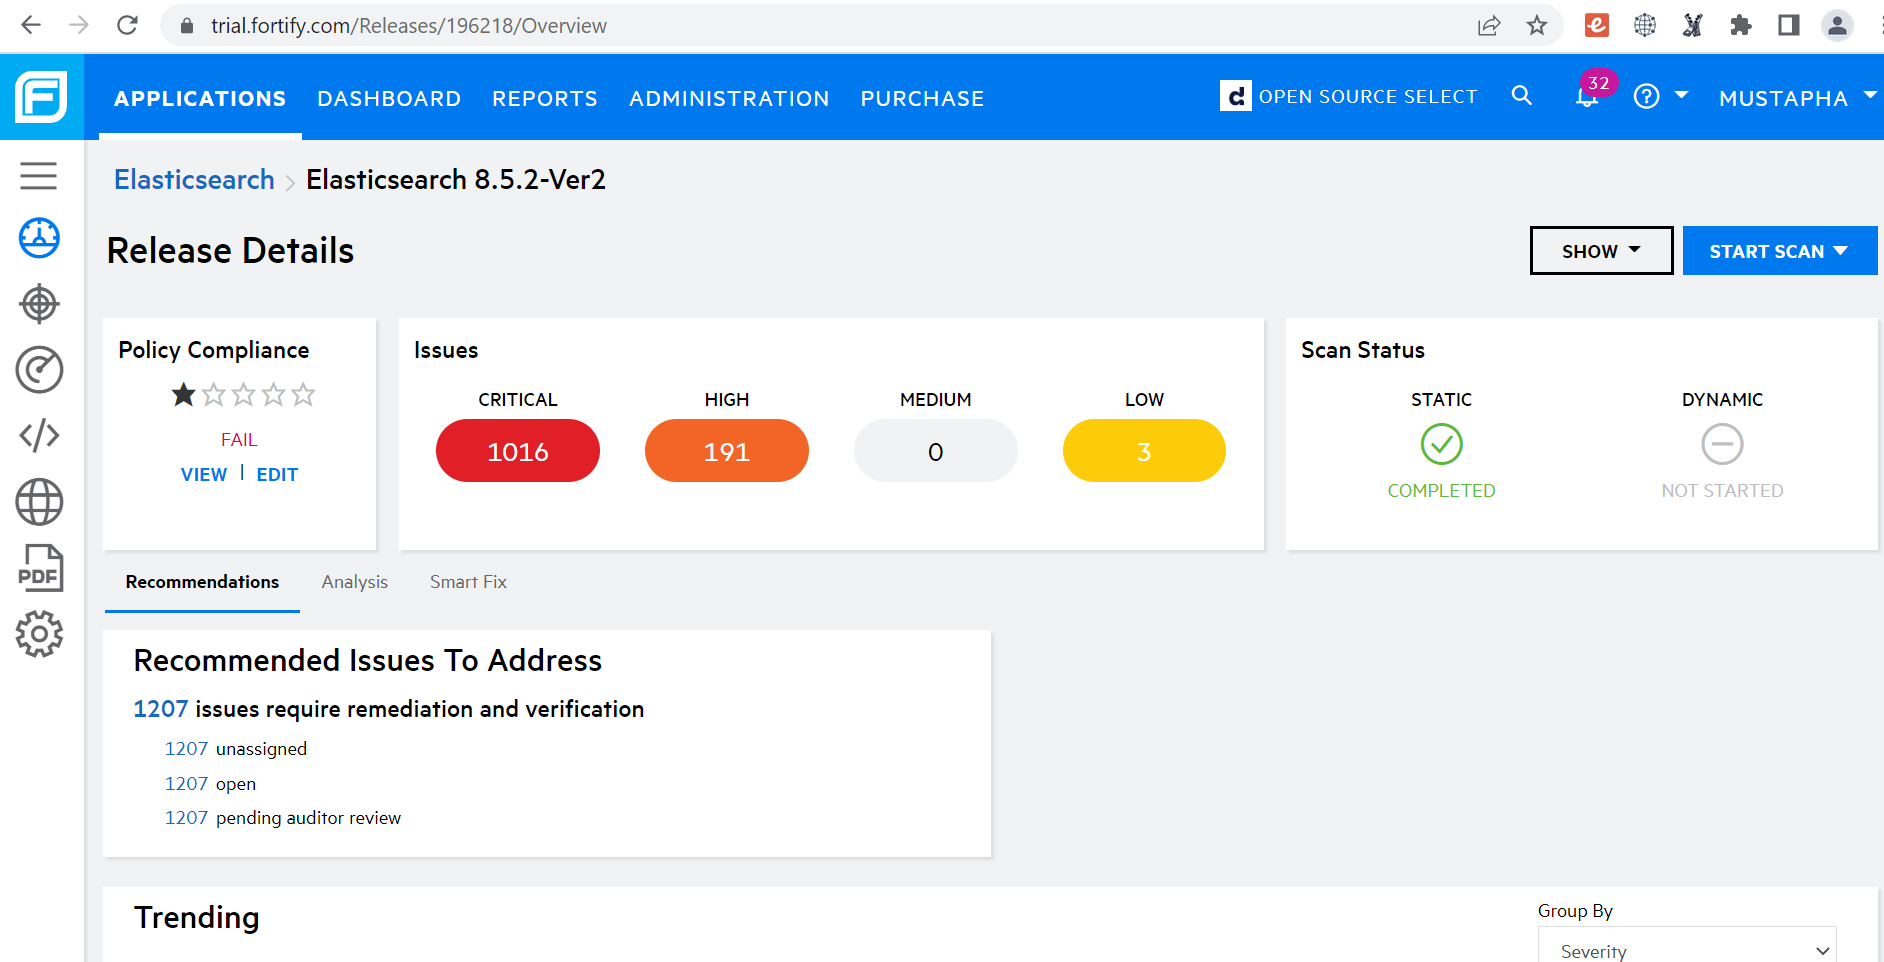 trial.fortify.com/Releases/196218/Overview
APPLICATIONS DASHBOARD REPORTS ADMINISTRATION PURCHASE d OPEN SOURCE SELECT 32 MUSTAPHA
Elasticsearch Elasticsearch 8.5.2-Ver2
Release Details
SHOW START SCAN
Policy Compliance
FAIL
VIEW | EDIT
Issues
CRITICAL HIGH MEDIUM LOW
1016 191 0 3
Scan Status
STATIC DYNAMIC
COMPLETED NOT STARTED
PDF
Recommendations Analysis Smart Fix
Recommended Issues To Address
1207 issues require remediation and verification
1207 unassigned
1207 open
1207 pending auditor review
Trending
Group By
Severity